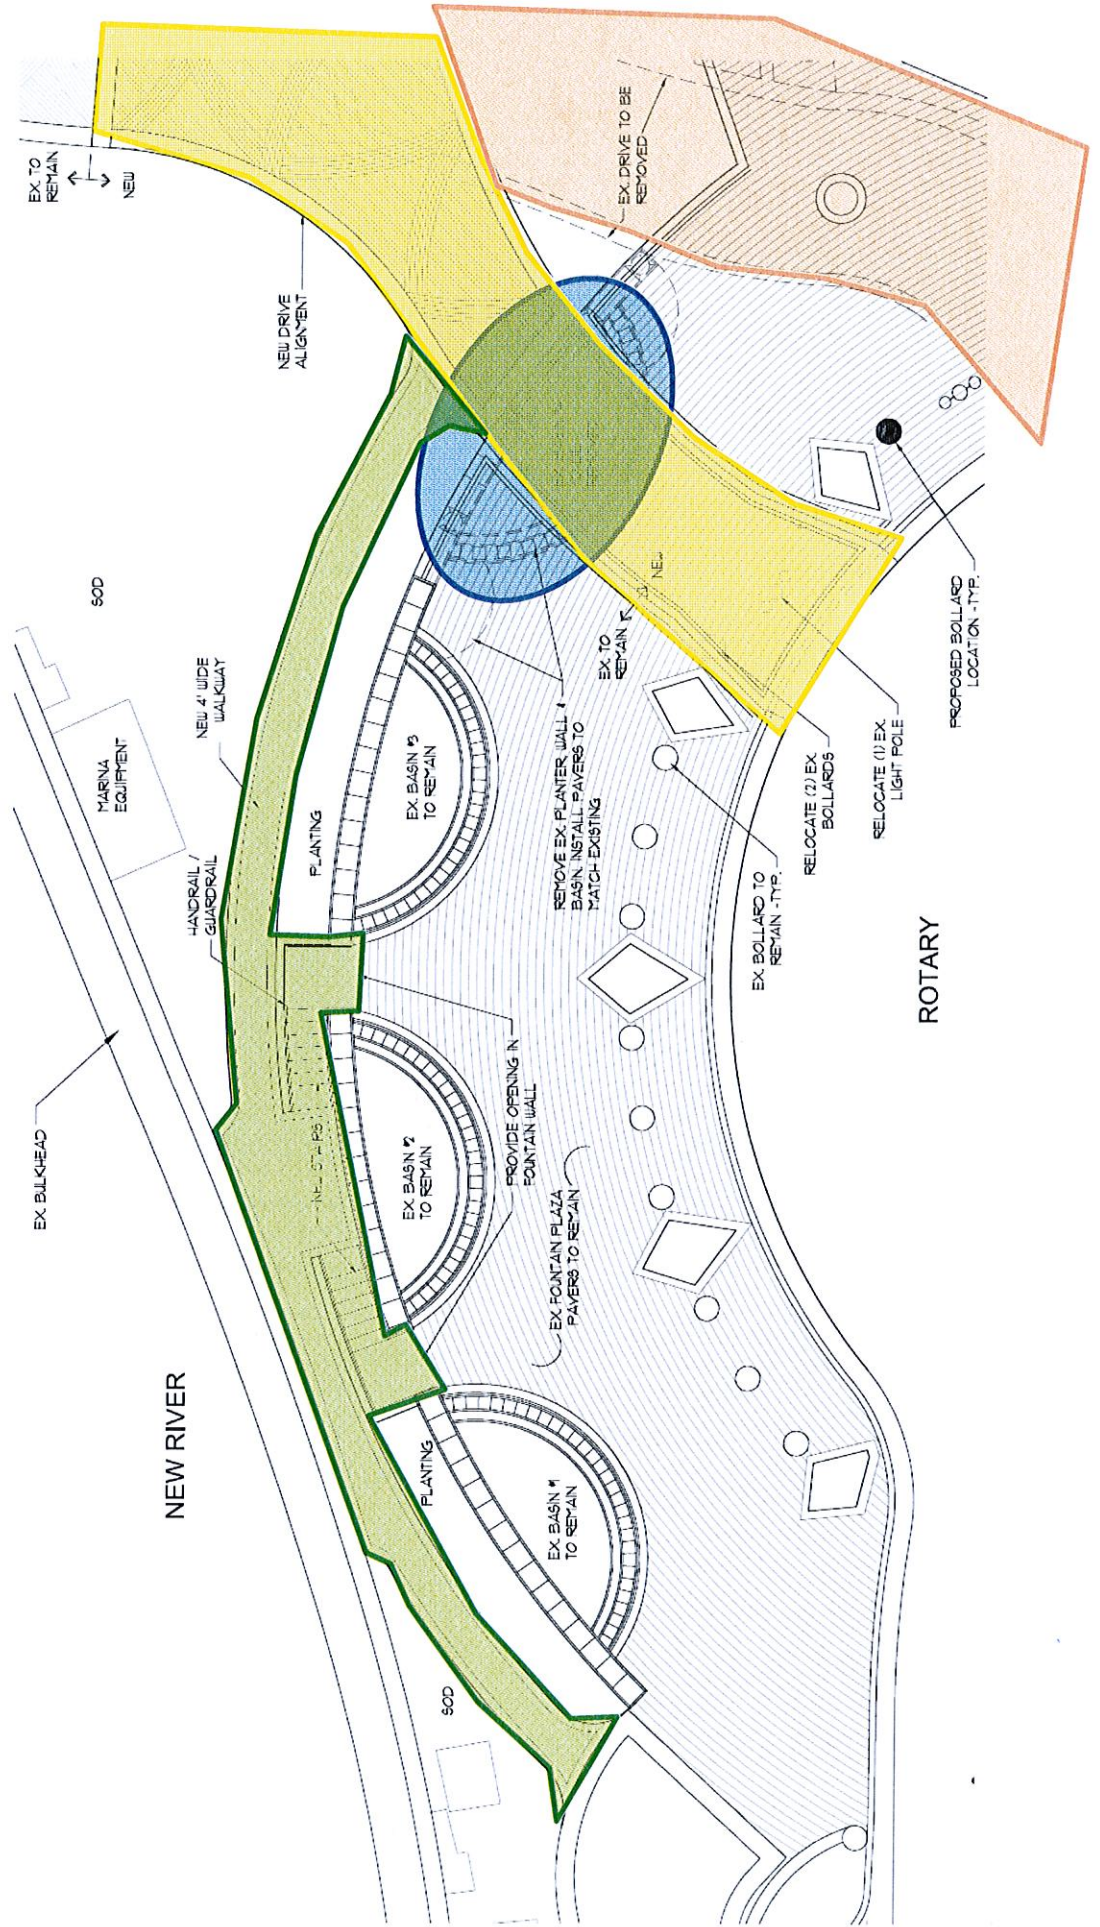 NEW RIVER
EX. BULKHEAD
SOD
MARINA
EQUIPMENT
HANDRAIL /
GUARDRAIL
NEW 4' WIDE
WALKWAY
SOD
NEW DRIVE
ALIGNMENT
EX. TO
REMAIN
NEW
PLANTING
NEW STAIRS
PLANTING
EX. BASIN #1
TO REMAIN
EX. BASIN #2
TO REMAIN
EX. BASIN #3
TO REMAIN
PROVIDE OPENING IN
FOUNTAIN WALL
EX. FOUNTAIN PLAZA
PAVERS TO REMAIN
REMOVE EX. PLANTER WALL &
BASIN. INSTALL PAVERS TO
MATCH EXISTING
EX. TO
REMAIN
NEW
EX. DRIVE TO BE
REMOVED
EX. BOLLARD TO
REMAIN -TYP.
RELOCATE (2) EX.
BOLLARDS
RELOCATE (1) EX.
LIGHT POLE
PROPOSED BOLLARD
LOCATION -TYP.
ROTARY